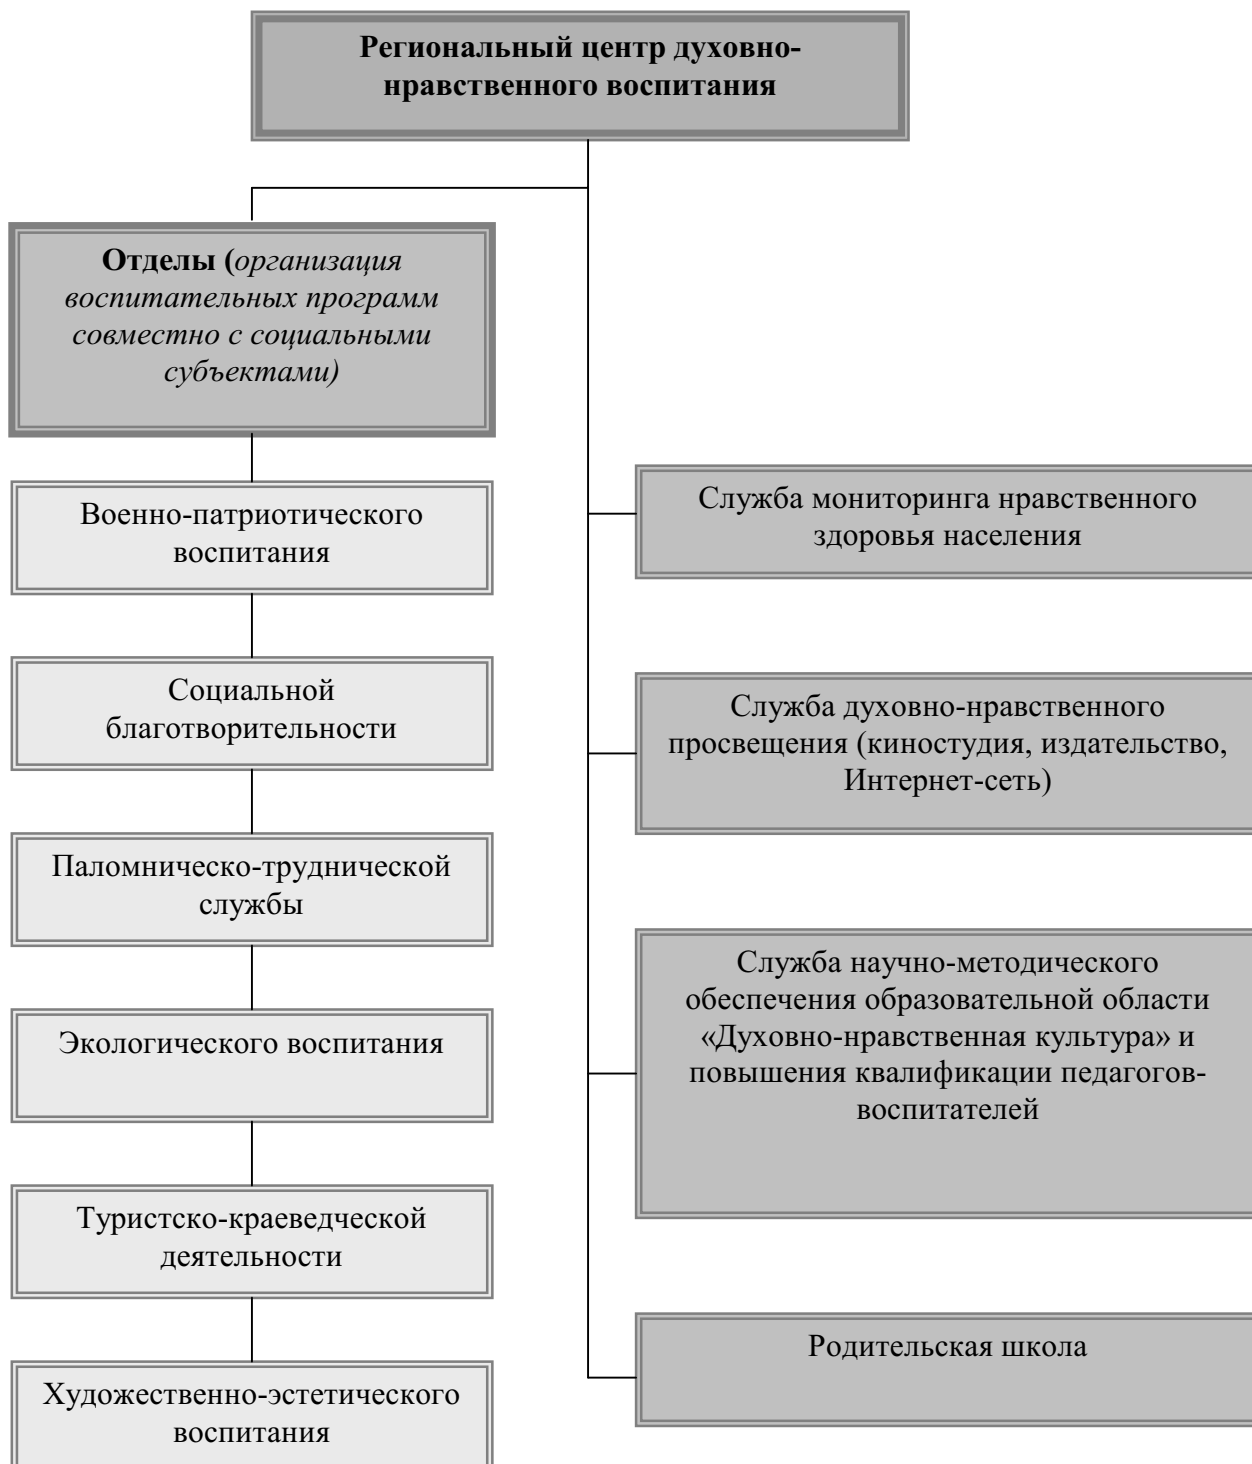 Региональный центр духовно-
нравственного воспитания
Отделы (организация
воспитательных программ
совместно с социальными
субъектами)
Военно-патриотического
воспитания
Социальной
благотворительности
Паломническо-труднической
службы
Экологического воспитания
Туристско-краеведческой
деятельности
Художественно-эстетического
воспитания
Служба мониторинга нравственного
здоровья населения
Служба духовно-нравственного
просвещения (киностудия, издательство,
Интернет-сеть)
Служба научно-методического
обеспечения образовательной области
«Духовно-нравственная культура» и
повышения квалификации педагогов-
воспитателей
Родительская школа